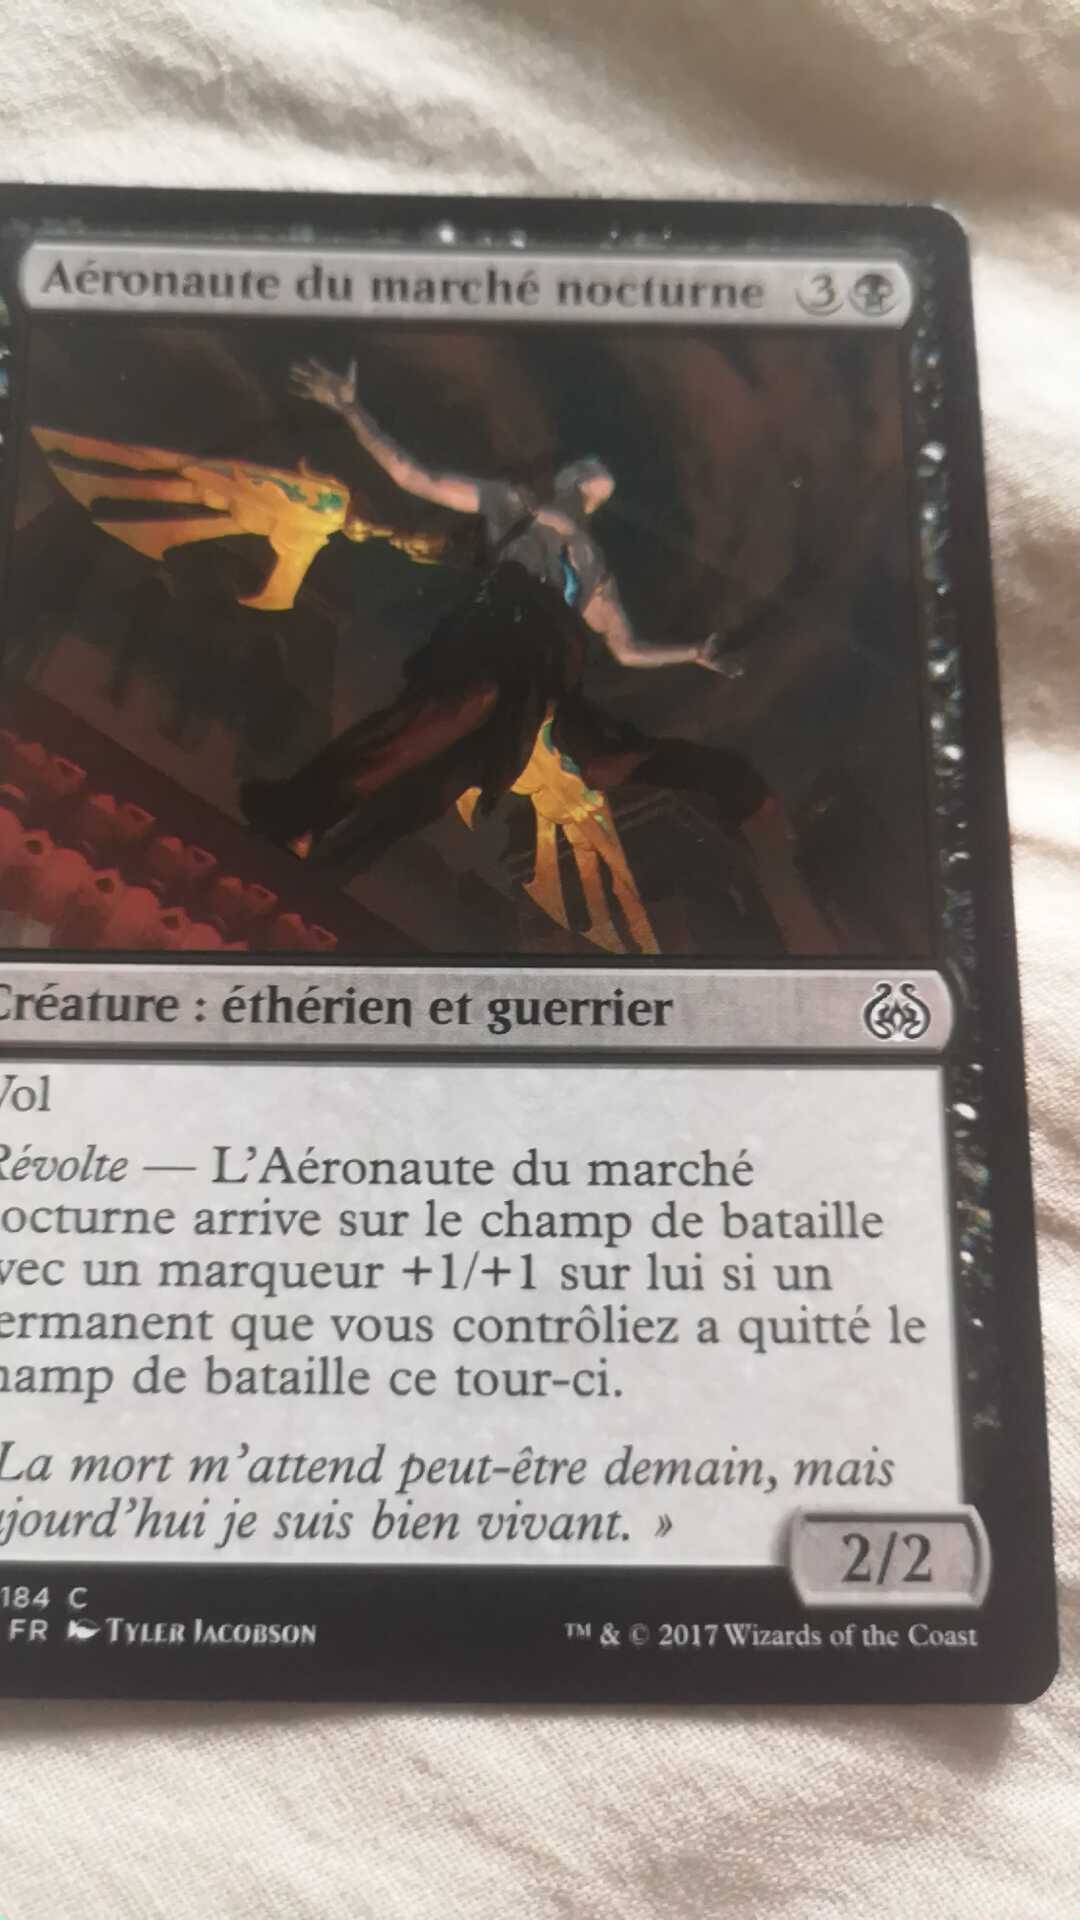 Aéronaute du marché nocturne 3
Créature : éthérien et guerrier
Vol
Révolte — L'Aéronaute du marché
octurne arrive sur le champ de bataille
vec un marqueur +1/+1 sur lui si un
ermanent que vous contrôliez a quitté le
hamp de bataille ce tour-ci.
La mort m'attend peut-être demain, mais
ujourd'hui je suis bien vivant. »
2/2
184 C
FR TYLER JACOBSON
™ & © 2017 Wizards of the Coast